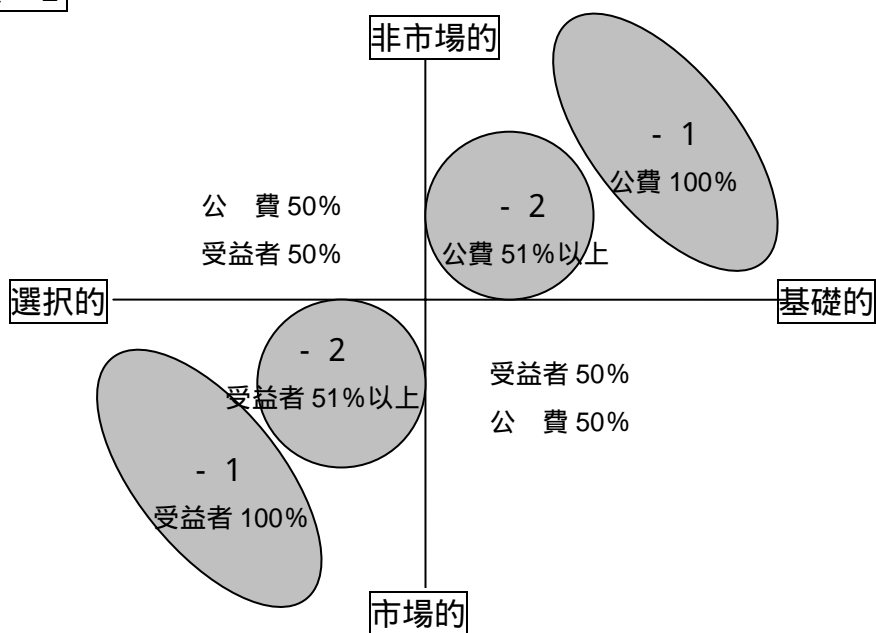 非市場的
- 1
公費 100%
- 2
公費 51%以上
公　費 50%
受益者 50%
選択的
基礎的
- 2
受益者 51%以上
受益者 50%
公　費 50%
- 1
受益者 100%
市場的